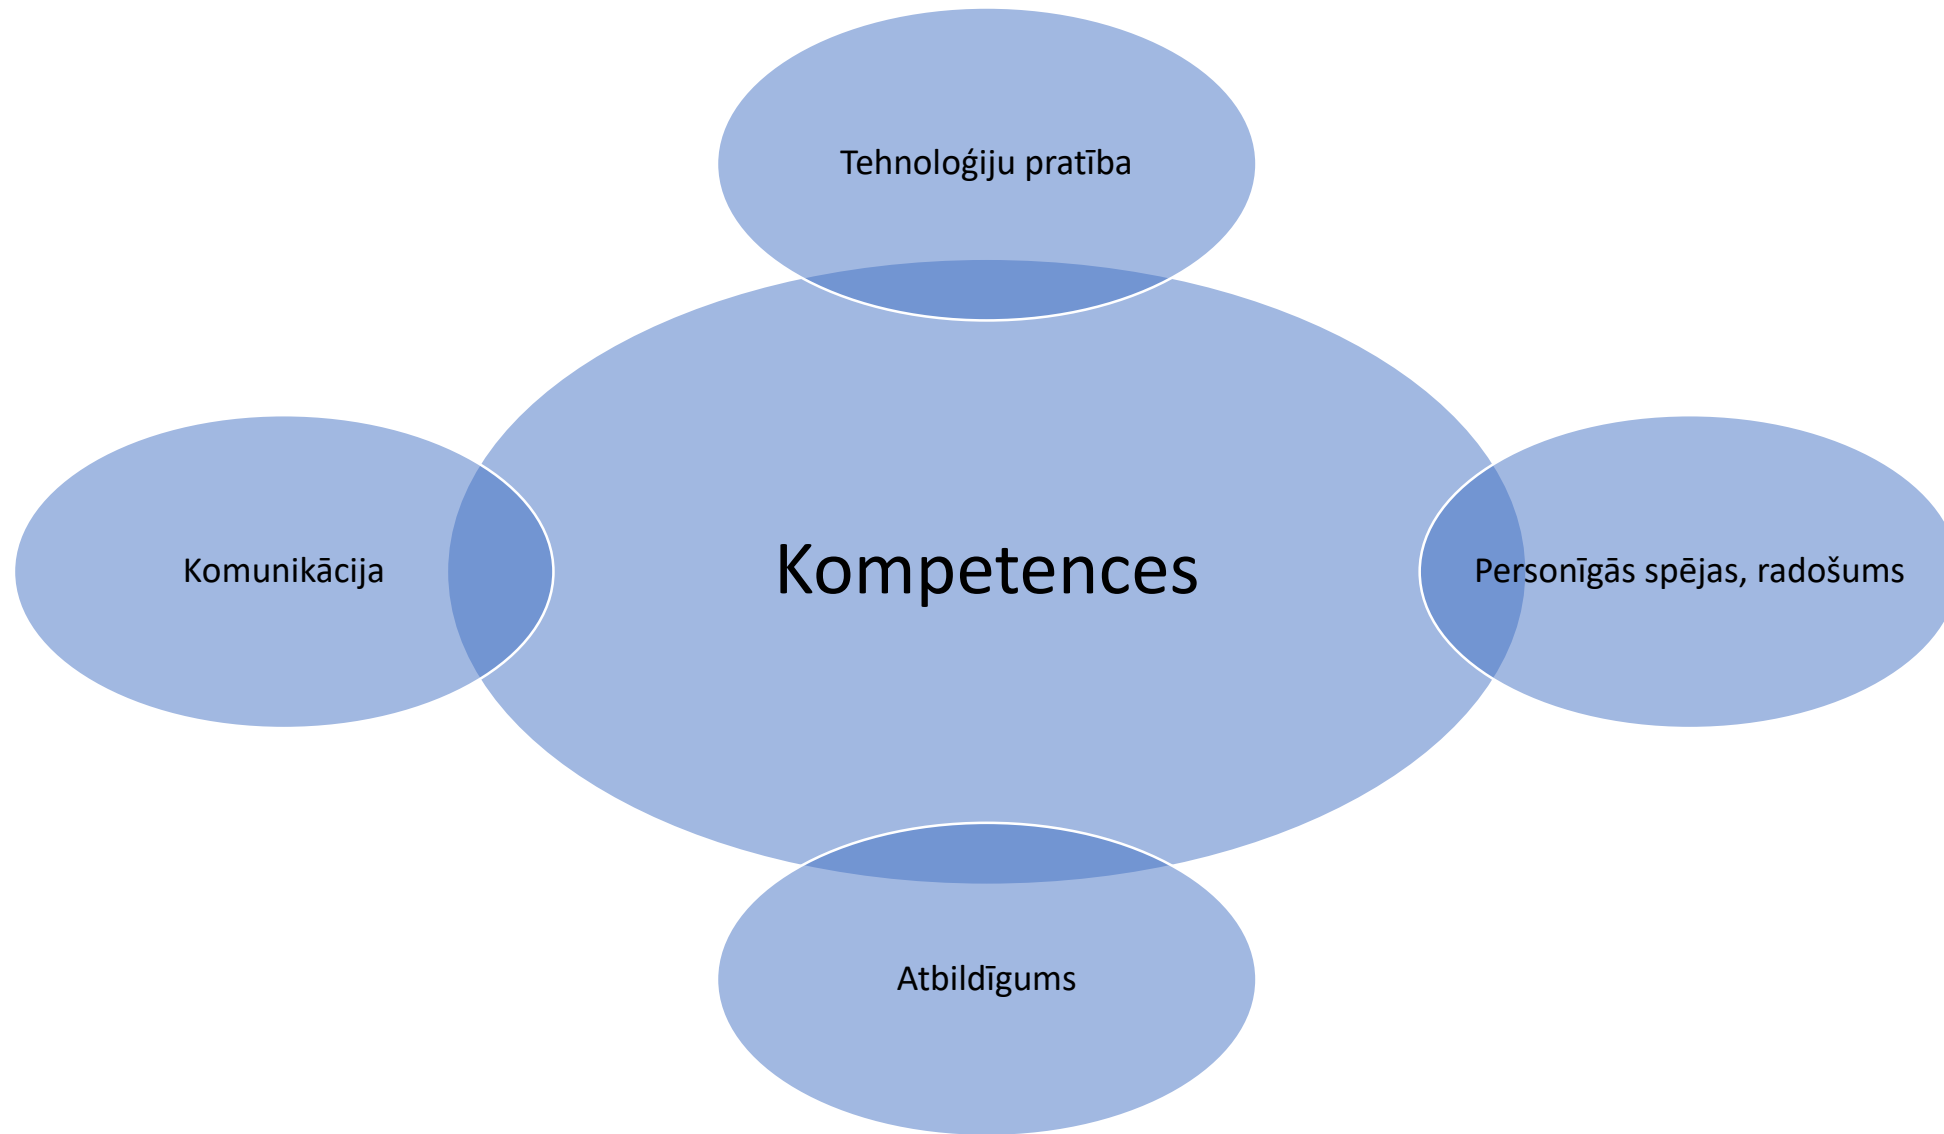 Tehnoloģiju pratība
Komunikācija
Kompetences
Personīgās spējas, radošums
Atbildīgums